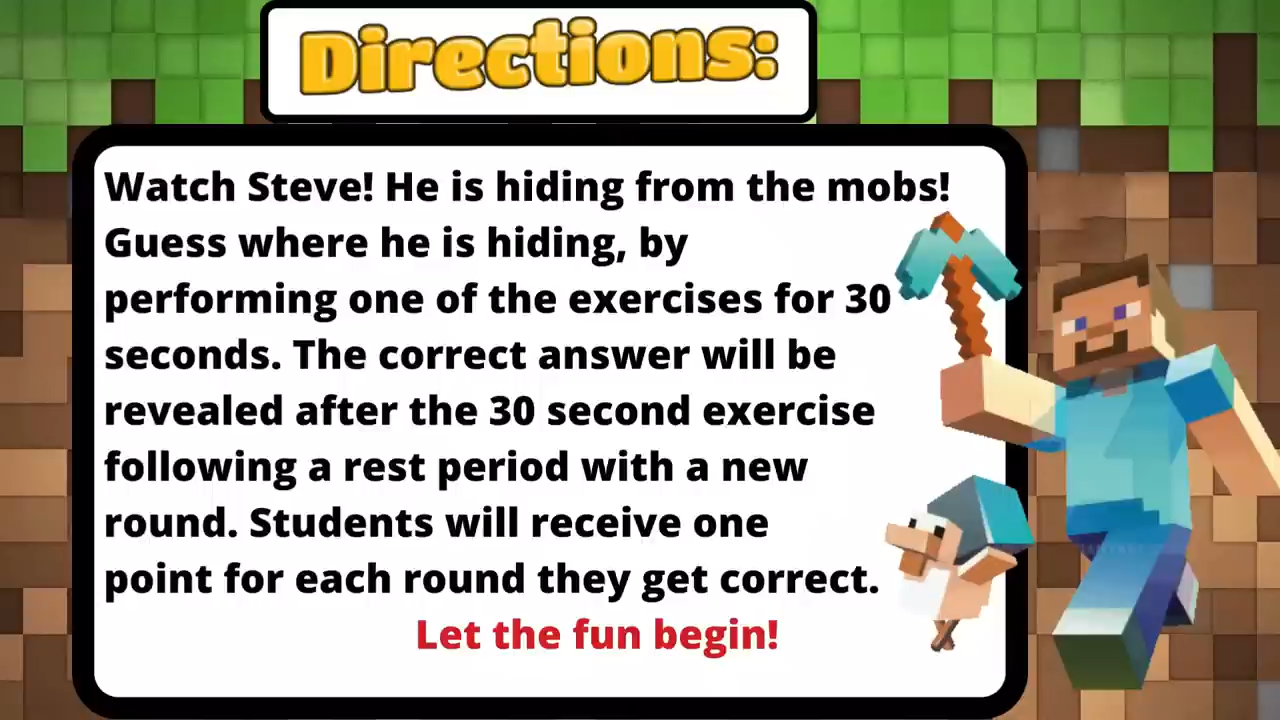 Directions:
Watch Steve! He is hiding from the mobs!
Guess where he is hiding, by
performing one of the exercises for 30
seconds. The correct answer will be
revealed after the 30 second exercise
following a rest period with a new
round. Students will receive one
point for each round they get correct.
Let the fun begin!